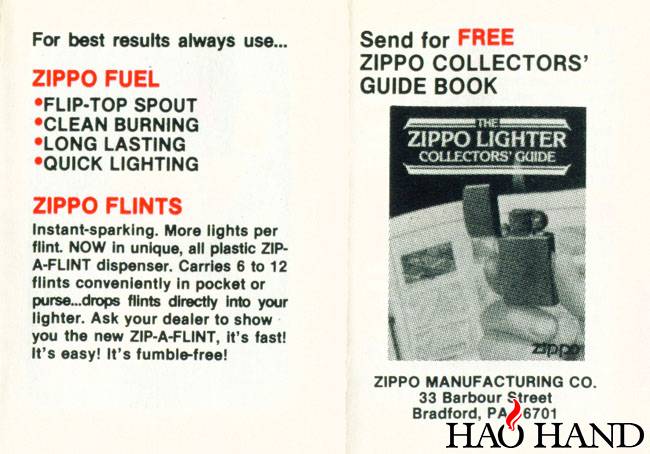 For best results always use...
ZIPPO FUEL
•FLIP-TOP SPOUT
•CLEAN BURNING
•LONG LASTING
•QUICK LIGHTING
ZIPPO FLINTS
Instant-sparking. More lights per
flint. NOW in unique, all plastic ZIP-
A-FLINT dispenser. Carries 6 to 12
flints conveniently in pocket or
purse...drops flints directly into your
lighter. Ask your dealer to show
you the new ZIP-A-FLINT, it's fast!
It's easy! It's fumble-free!
Send for FREE
ZIPPO COLLECTORS'
GUIDE BOOK
THE
ZIPPO LIGHTER
COLLECTORS' GUIDE
zippo
ZIPPO MANUFACTURING CO.
33 Barbour Street
Bradford, PA 6701
HAO HAND